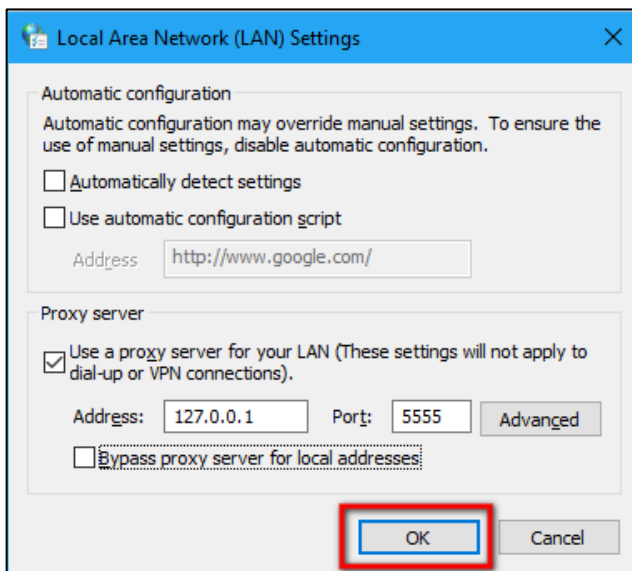 Local Area Network (LAN) Settings
Automatic configuration
Automatic configuration may override manual settings. To ensure the
use of manual settings, disable automatic configuration.
Automatically detect settings
Use automatic configuration script
Address http://www.google.com/
Proxy server
Use a proxy server for your LAN (These settings will not apply to
dial-up or VPN connections).
Address: 127.0.0.1 Port: 5555 Advanced
Bypass proxy server for local addresses
OK Cancel